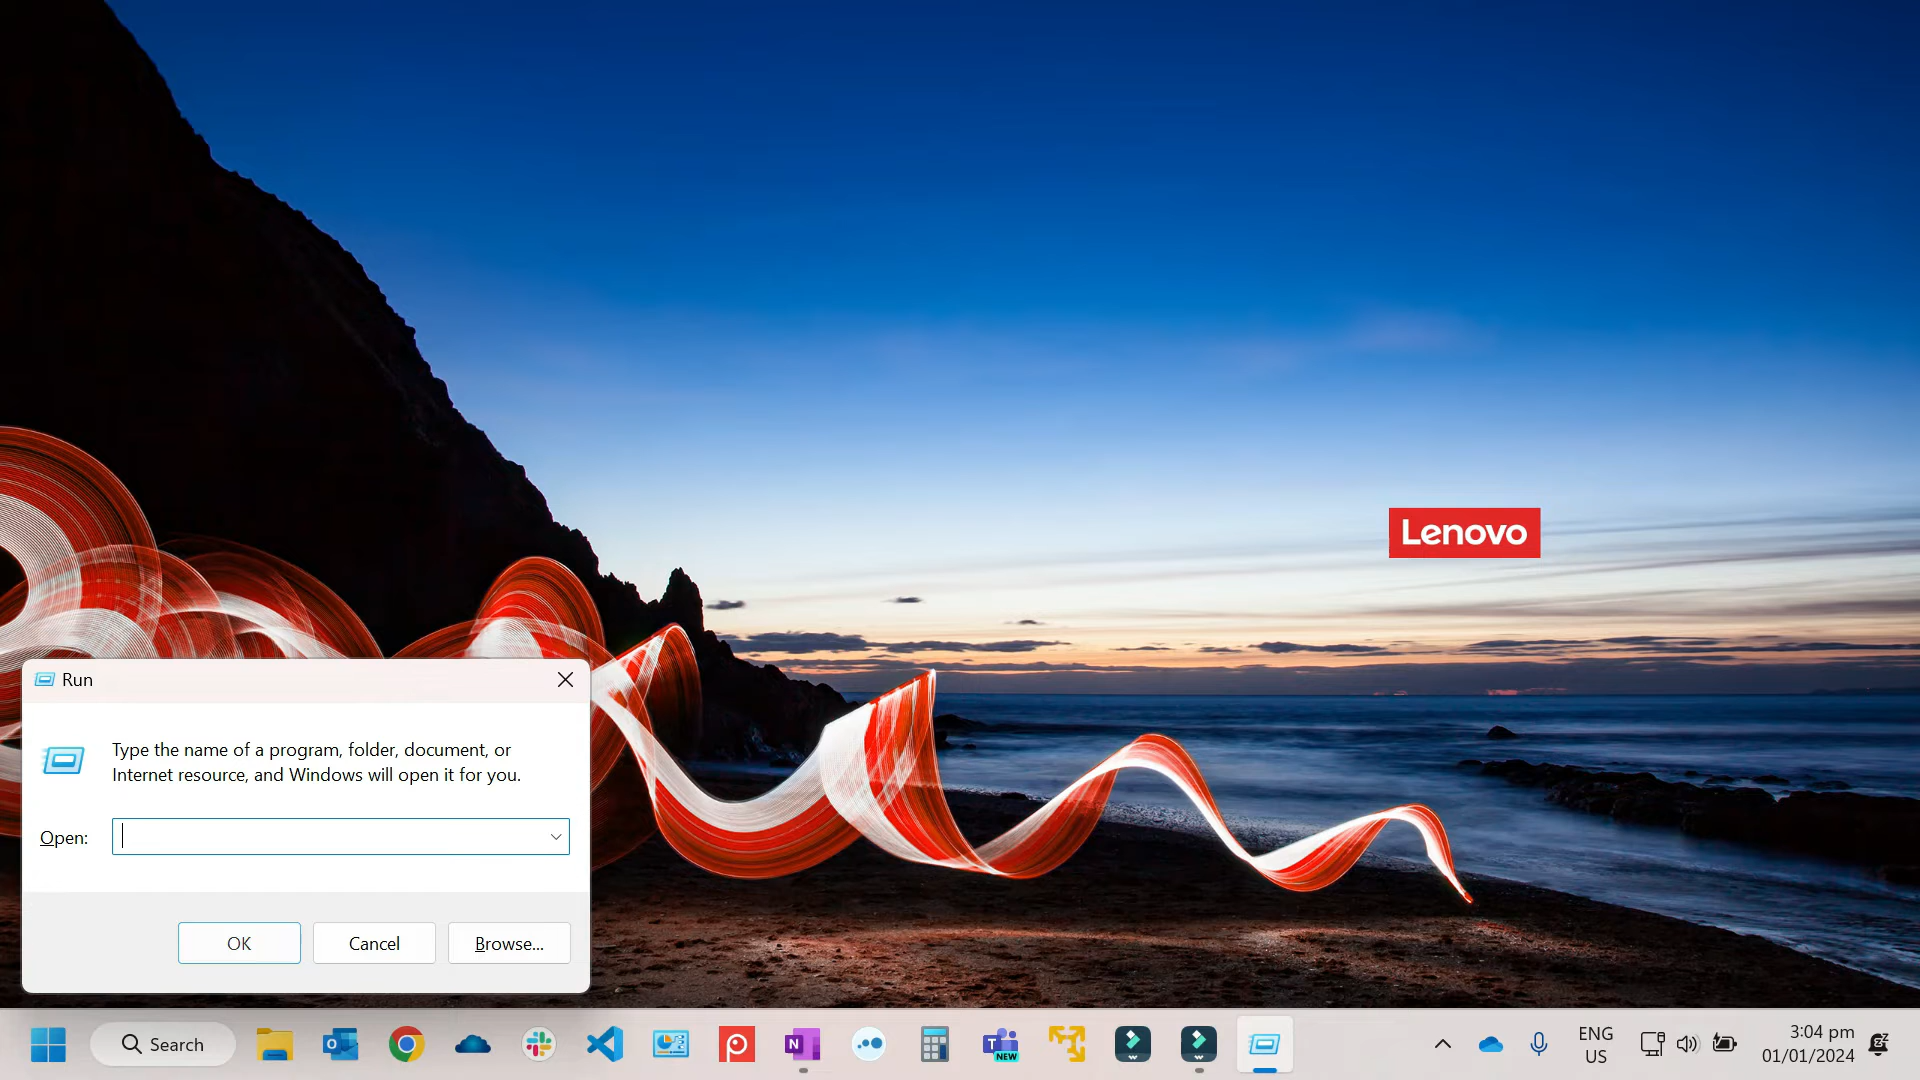 Lenovo
Run
Type the name of a program, folder, document, or
Internet resource, and Windows will open it for you.
Open:
OK
Cancel
Browse...
Search
N
T
NEW
ENG
US
3:04 pm
01/01/2024